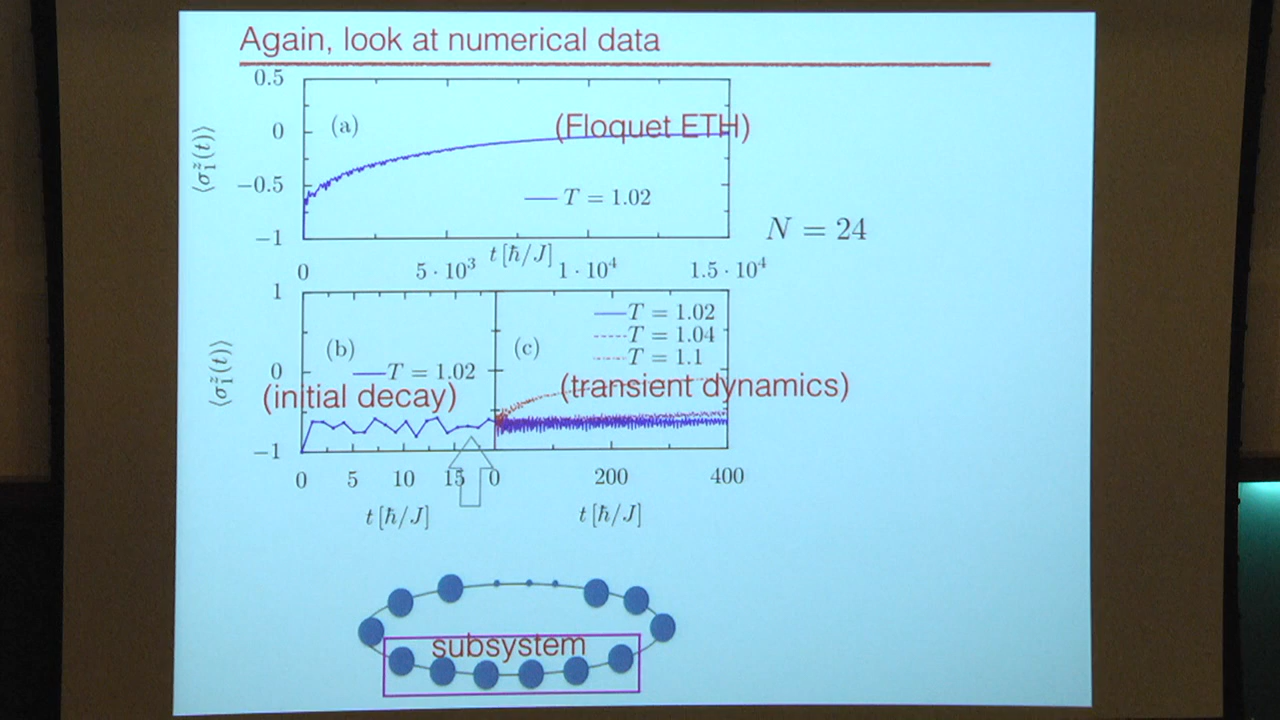 Again, look at numerical data
0.5
(a)
(Floquet ETH)
0
⟨σ₁ᶻ(t)⟩
−0.5
T = 1.02
−1
N = 24
0
5 · 10³
t [ħ/J]
1 · 10⁴
1.5 · 10⁴
1
T = 1.02
T = 1.04
(b)
(c)
T = 1.1
0
T = 1.02
⟨σ₁ᶻ(t)⟩
(initial decay)
(transient dynamics)
−1
0
5
10
15
0
200
400
t [ħ/J]
t [ħ/J]
subsystem